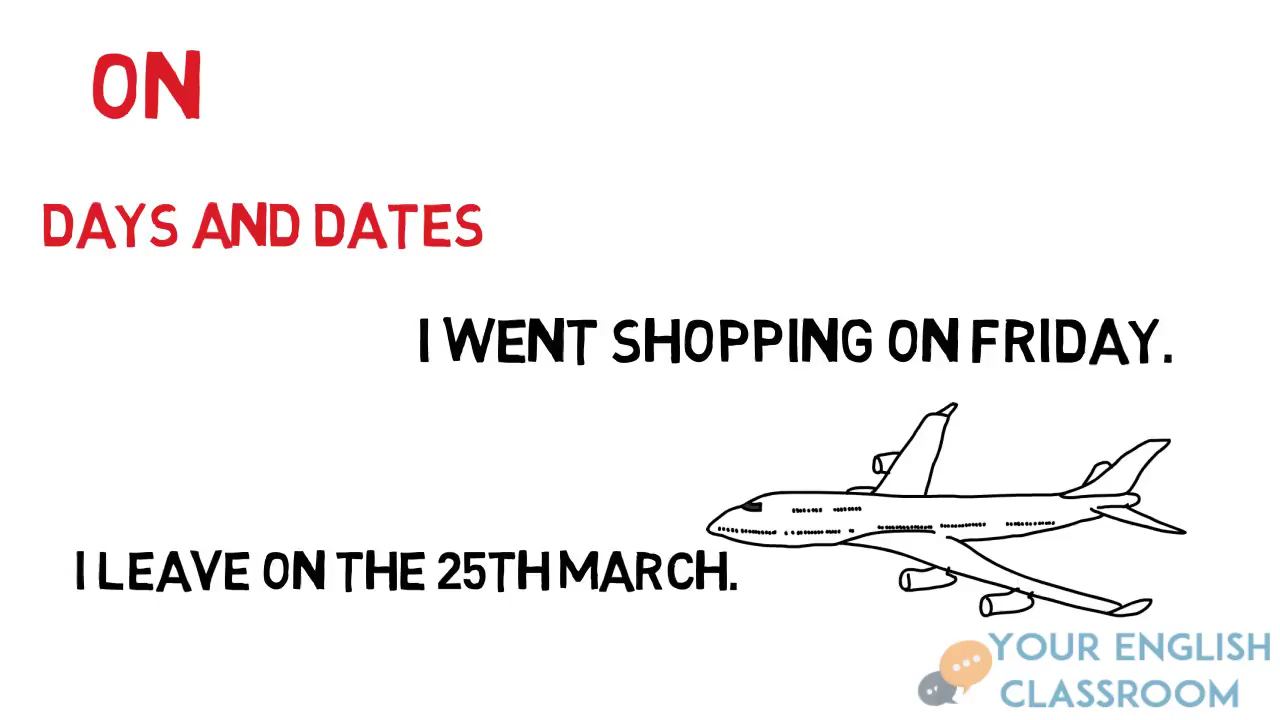 ON
DAYS AND DATES
I WENT SHOPPING ON FRIDAY.
I LEAVE ON THE 25TH MARCH.
YOUR ENGLISH
CLASSROOM